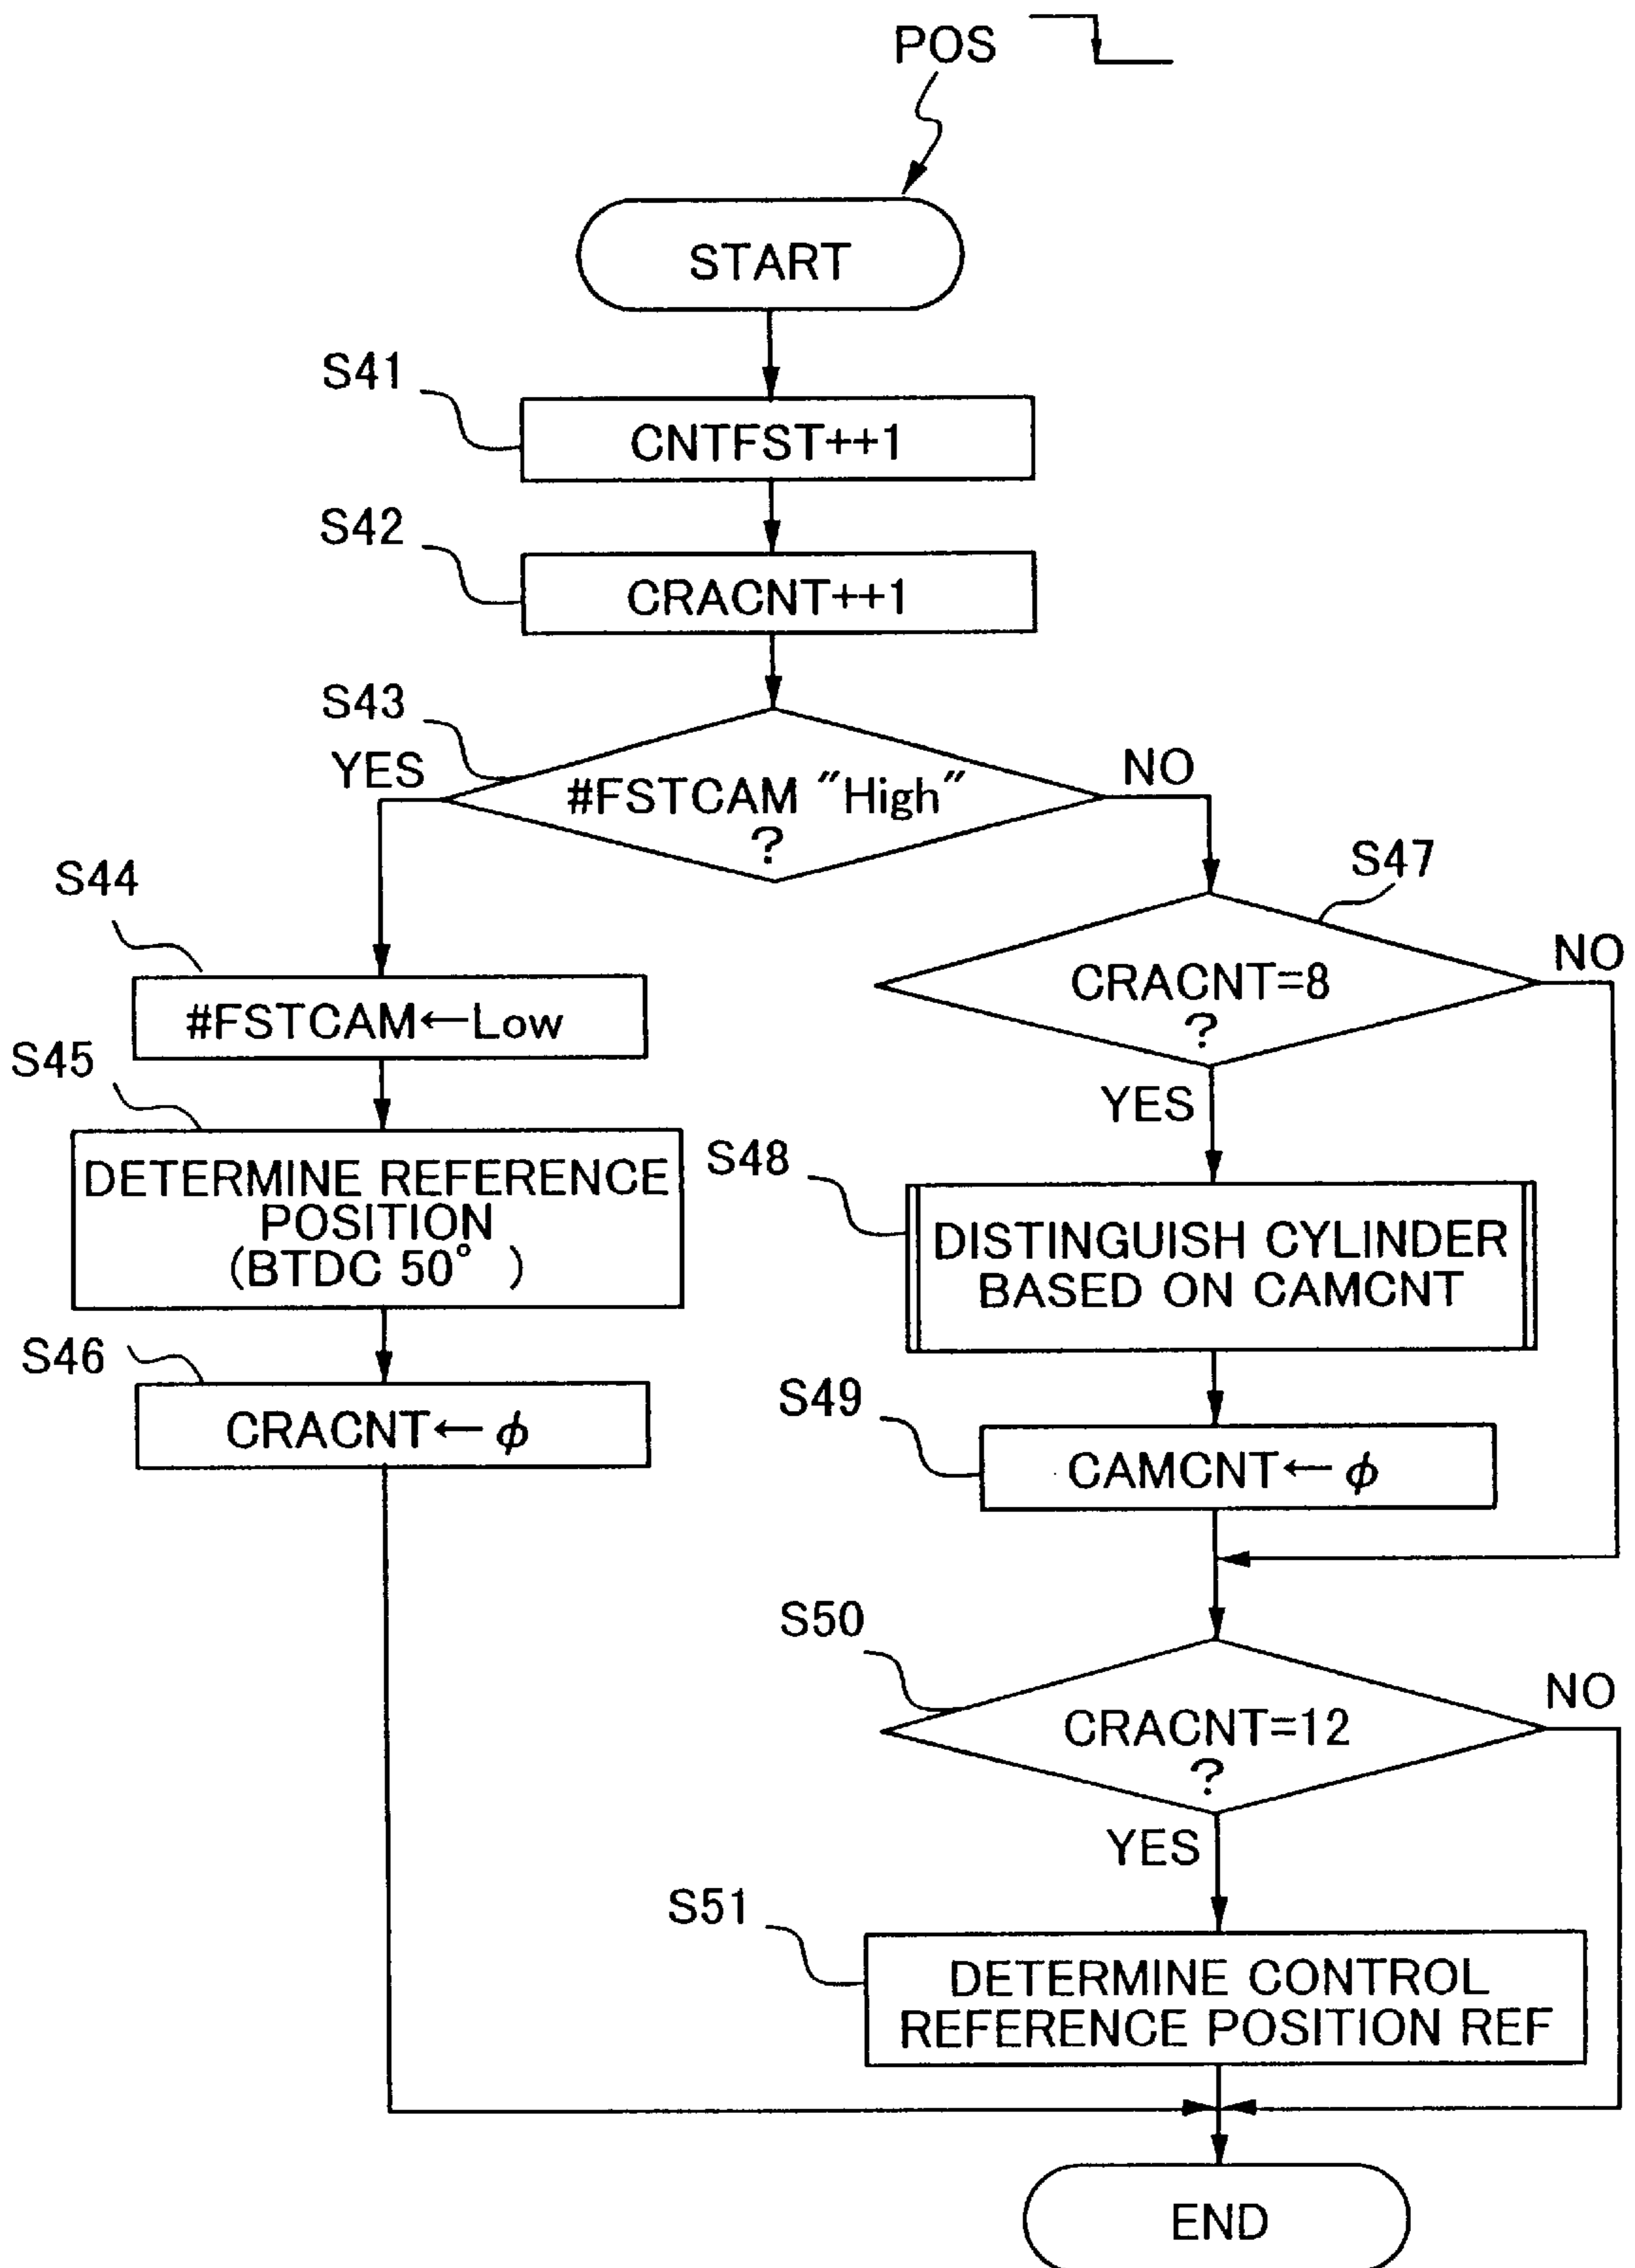 POS
START
S41
CNTFST++1
S42
CRACNT++1
S43
YES
NO
#FSTCAM "High"
?
S44
#FSTCAM←Low
S45
DETERMINE REFERENCE
POSITION
(BTDC 50° )
S46
CRACNT←ϕ
S47
NO
CRACNT=8
?
YES
S48
DISTINGUISH CYLINDER
BASED ON CAMCNT
S49
CAMCNT←ϕ
S50
NO
CRACNT=12
?
YES
S51
DETERMINE CONTROL
REFERENCE POSITION REF
END